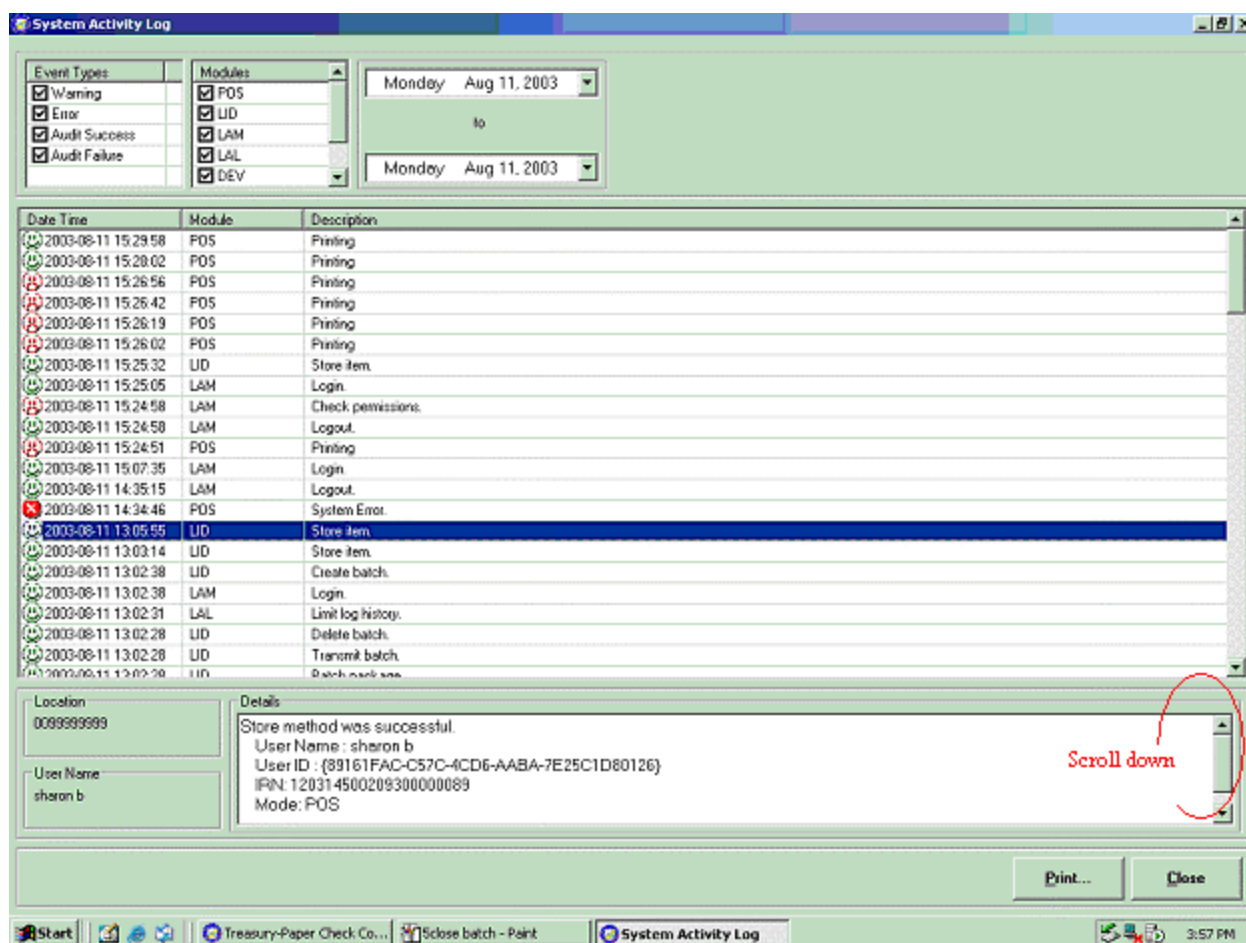 System Activity Log
Event Types
Warning
Error
Audit Success
Audit Failure
Modules
POS
LID
LAM
LAL
DEV
Monday Aug 11, 2003
to
Monday Aug 11, 2003
Date Time Module Description
2003-08-11 15:29:58 POS Printing
2003-08-11 15:28:02 POS Printing
2003-08-11 15:26:56 POS Printing
2003-08-11 15:26:42 POS Printing
2003-08-11 15:26:19 POS Printing
2003-08-11 15:26:02 POS Printing
2003-08-11 15:25:32 LID Store item.
2003-08-11 15:25:05 LAM Login.
2003-08-11 15:24:58 LAM Check permissions.
2003-08-11 15:24:58 LAM Logout.
2003-08-11 15:24:51 POS Printing
2003-08-11 15:07:35 LAM Login.
2003-08-11 14:35:15 LAM Logout.
2003-08-11 14:34:46 POS System Error.
2003-08-11 13:05:55 LID Store item.
2003-08-11 13:03:14 LID Store item.
2003-08-11 13:02:38 LID Create batch.
2003-08-11 13:02:38 LAM Login.
2003-08-11 13:02:31 LAL Limit log history.
2003-08-11 13:02:28 LID Delete batch.
2003-08-11 13:02:28 LID Transmit batch.
2003-08-11 13:02:28 LID Batch package
Location
0099999999
User Name
sharon b
Details
Store method was successful.
User Name : sharon b
User ID : {89161FAC-C57C-4CD6-AABA-7E25C1D80126}
IRN: 120314500209300000089
Mode: POS
Scroll down
Print... Close
Start Treasury-Paper Check Co... 5close batch - Paint System Activity Log 3:57 PM